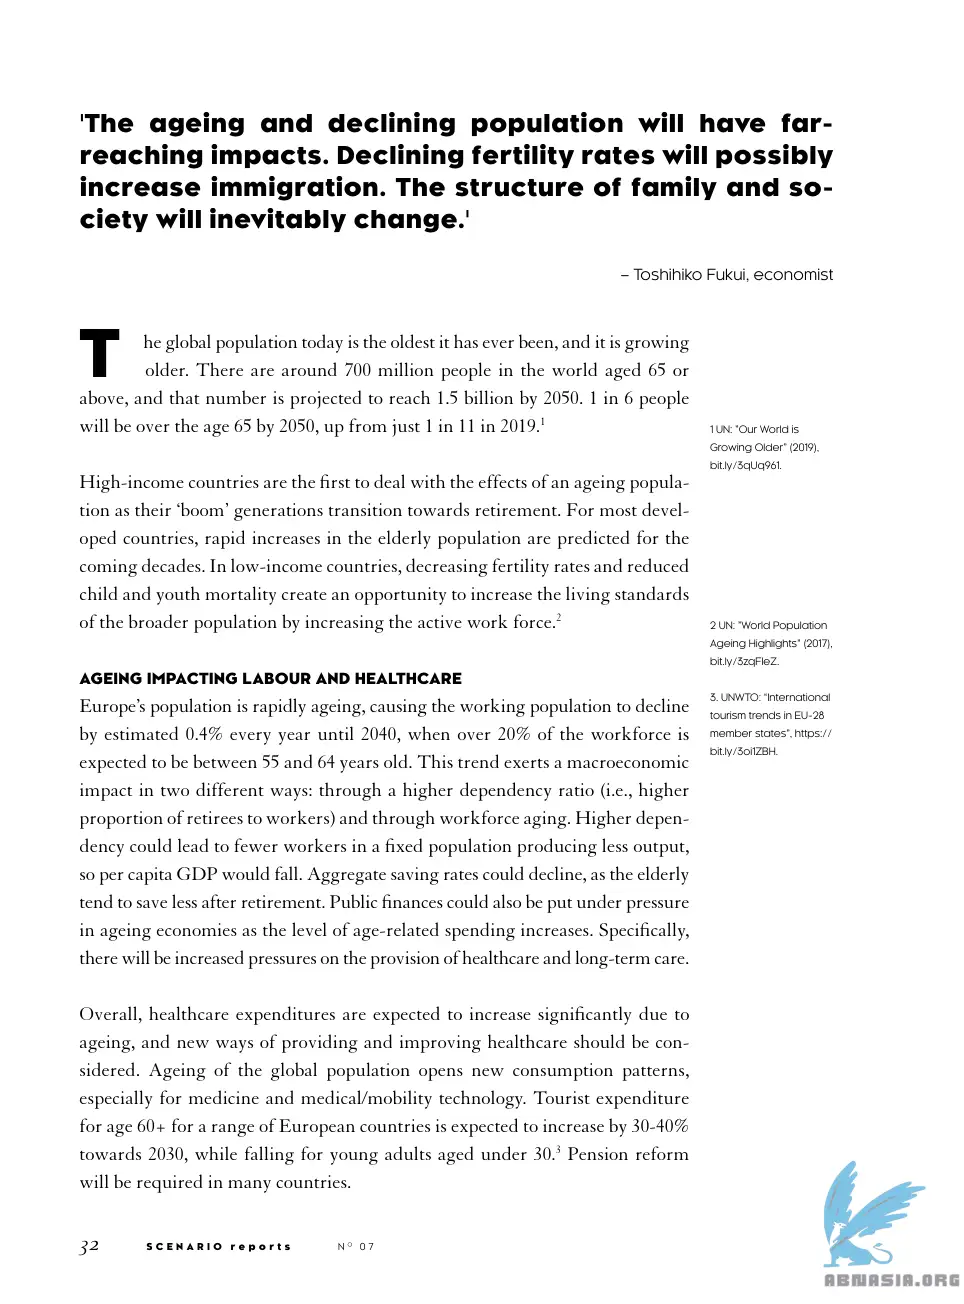 'The ageing and declining population will have far-
reaching impacts. Declining fertility rates will possibly
increase immigration. The structure of family and so-
ciety will inevitably change.'
– Toshihiko Fukui, economist
The global population today is the oldest it has ever been, and it is growing
older. There are around 700 million people in the world aged 65 or
above, and that number is projected to reach 1.5 billion by 2050. 1 in 6 people
will be over the age 65 by 2050, up from just 1 in 11 in 2019.1
High-income countries are the first to deal with the effects of an ageing popula-
tion as their ‘boom’ generations transition towards retirement. For most devel-
oped countries, rapid increases in the elderly population are predicted for the
coming decades. In low-income countries, decreasing fertility rates and reduced
child and youth mortality create an opportunity to increase the living standards
of the broader population by increasing the active work force.2
AGEING IMPACTING LABOUR AND HEALTHCARE
Europe’s population is rapidly ageing, causing the working population to decline
by estimated 0.4% every year until 2040, when over 20% of the workforce is
expected to be between 55 and 64 years old. This trend exerts a macroeconomic
impact in two different ways: through a higher dependency ratio (i.e., higher
proportion of retirees to workers) and through workforce aging. Higher depen-
dency could lead to fewer workers in a fixed population producing less output,
so per capita GDP would fall. Aggregate saving rates could decline, as the elderly
tend to save less after retirement. Public finances could also be put under pressure
in ageing economies as the level of age-related spending increases. Specifically,
there will be increased pressures on the provision of healthcare and long-term care.
Overall, healthcare expenditures are expected to increase significantly due to
ageing, and new ways of providing and improving healthcare should be con-
sidered. Ageing of the global population opens new consumption patterns,
especially for medicine and medical/mobility technology. Tourist expenditure
for age 60+ for a range of European countries is expected to increase by 30-40%
towards 2030, while falling for young adults aged under 30.3 Pension reform
will be required in many countries.
1 UN: "Our World is
Growing Older" (2019),
bit.ly/3qUq961.
2 UN: "World Population
Ageing Highlights" (2017),
bit.ly/3zqFIeZ.
3. UNWTO: "International
tourism trends in EU-28
member states", https://
bit.ly/3oi1ZBH.
32 SCENARIO reports Nº 07
ABNASIA.ORG